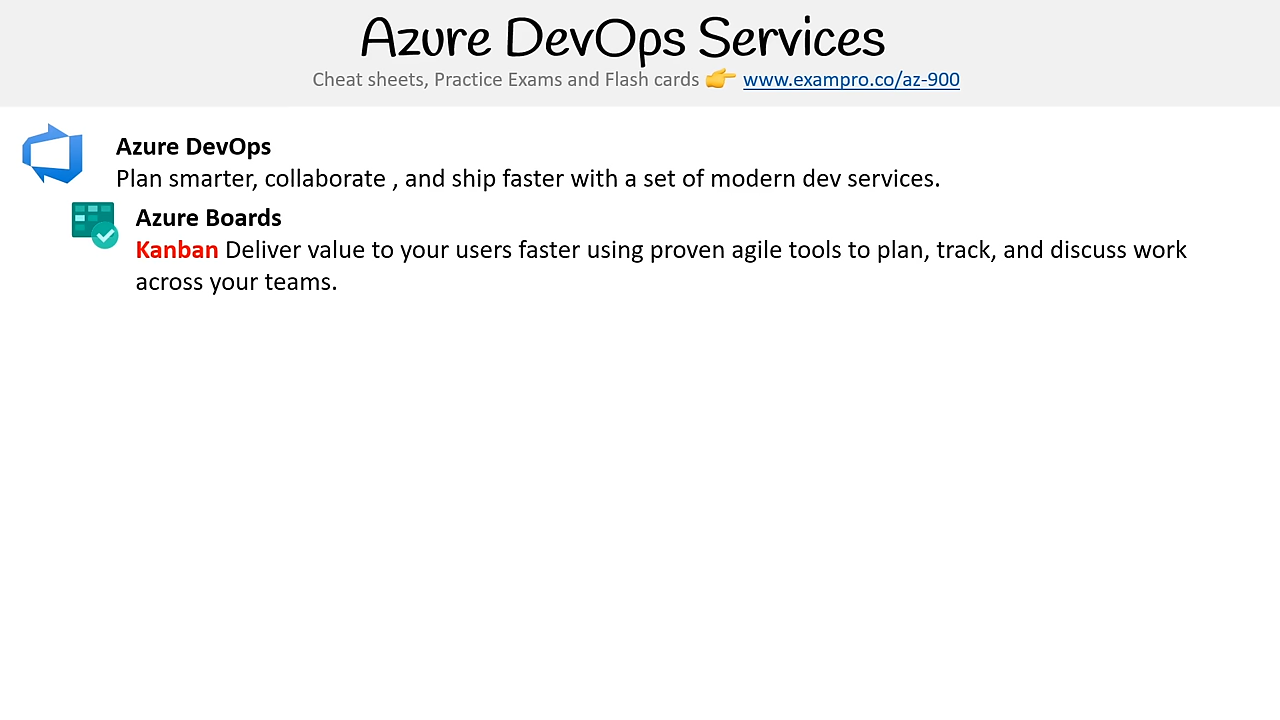 Azure DevOps Services
Cheat sheets, Practice Exams and Flash cards 👉 www.exampro.co/az-900
Azure DevOps
Plan smarter, collaborate , and ship faster with a set of modern dev services.
Azure Boards
Kanban Deliver value to your users faster using proven agile tools to plan, track, and discuss work
across your teams.